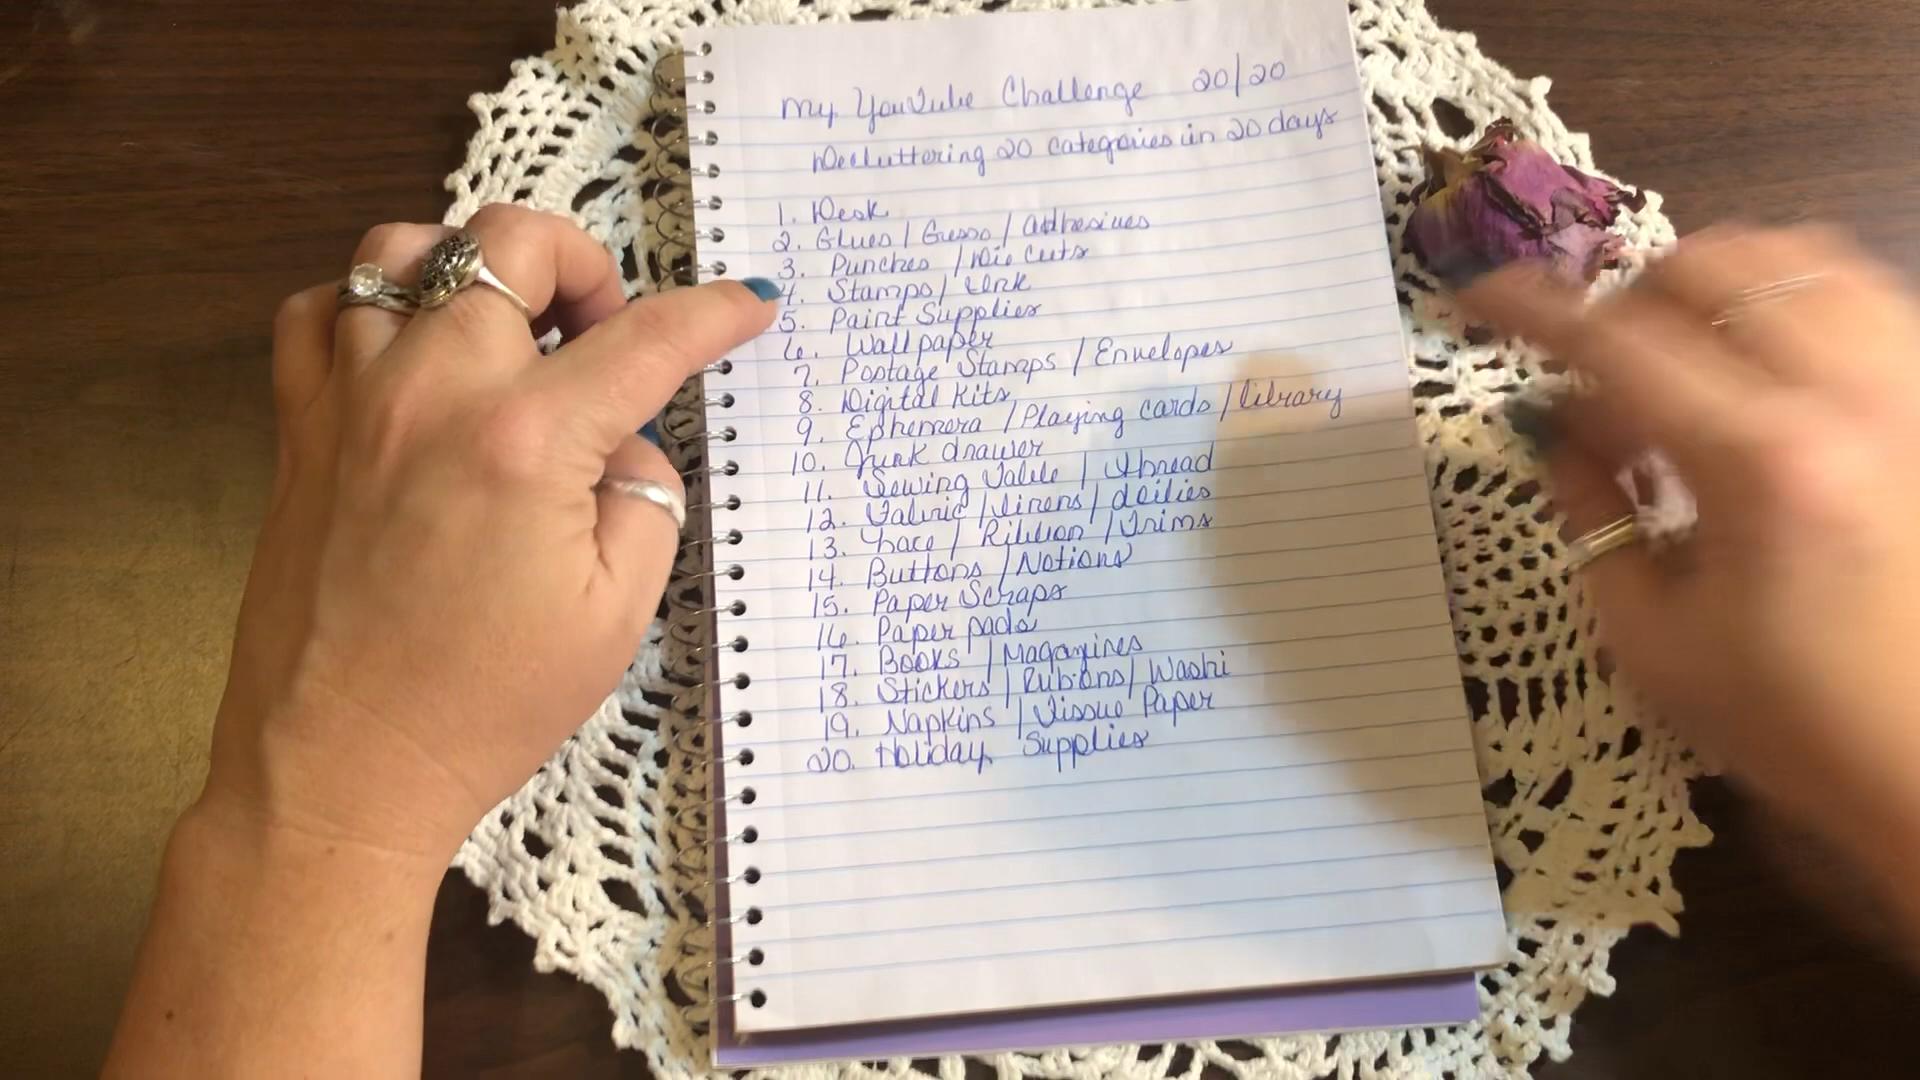 My YouTube Challenge 20/20
Decluttering 20 categories in 20 days
1. Desk
2. Glues / Gesso / Adhesives
3. Punches / Die Cuts
4. Stamps / Ink
5. Paint Supplies
6. Wallpaper
7. Postage Stamps / Envelopes
8. Digital Kits
9. Ephemera / Playing cards / library
10. Junk drawer
11. Sewing Table / Thread
12. Fabric / linens / doilies
13. Lace / Ribbon / Trims
14. Buttons / Notions
15. Paper Scraps
16. Paper pads
17. Books / Magazines
18. Stickers / Rub-ons / Washi
19. Napkins / Tissue Paper
20. Holiday Supplies